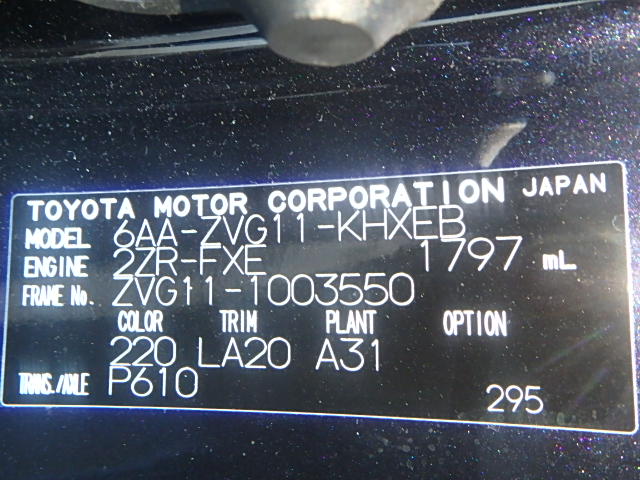 TOYOTA MOTOR CORPORATION JAPAN
MODEL 6AA-ZVG11-KHXEB
ENGINE 2ZR-FXE 1797 mL
FRAME No. ZVG11-1003550
COLOR TRIM PLANT OPTION
220 LA20 A31
TRANS./AXLE P610
295